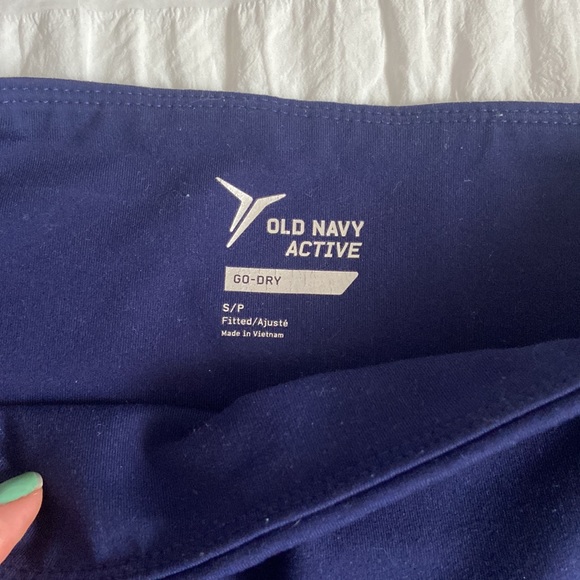 OLD NAVY
ACTIVE
GO-DRY
S/P
Fitted/Ajusté
Made in Vietnam